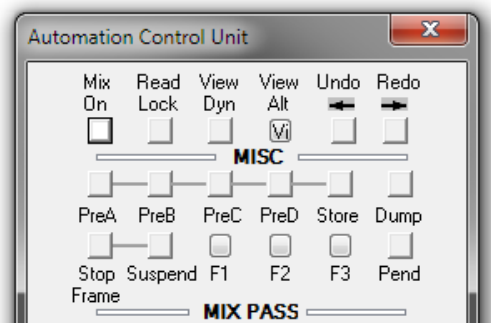 Automation Control Unit
X
Mix Read View View Undo Redo
On Lock Dyn Alt
Vi
MISC
PreA PreB PreC PreD Store Dump
Stop Suspend F1 F2 F3 Pend
Frame
MIX PASS